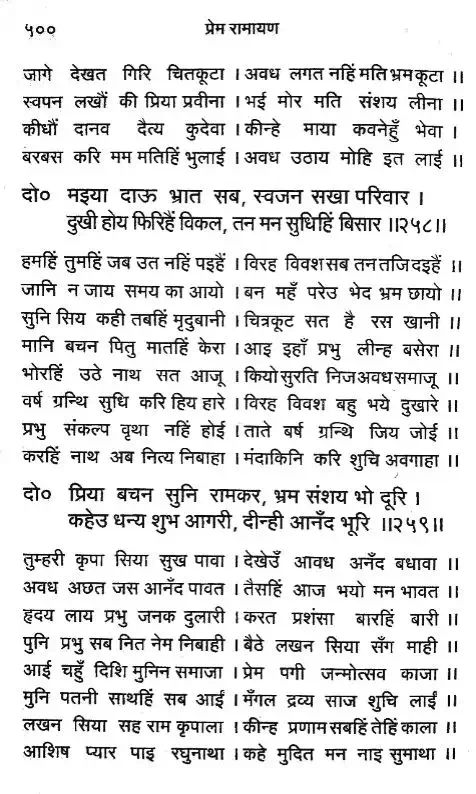 ५०० प्रेम रामायण
जागे देखत गिरि चितकूटा । अवध लगत नहिं मति भ्रमकूटा ॥
स्वपन लखौं की प्रिया प्रवीना । भई मोर मति संशय लीना ॥
कीधौं दानव दैत्य कुदेवा । कीन्हे माया कवनेहुँ भेवा ।
बरबस करि मम मतिहिं भुलाई । अवध उठाय मोहि इत लाई ॥
दो० मइया दाऊ भ्रात सब, स्वजन सखा परिवार ।
दुखी होय फिरिहैं विकल, तन मन सुधिहिं बिसार ॥२५८॥
हमहिं तुमहिं जब उत नहिं पइहैं । विरह विवश सब तन तजि दइहैं ॥
जानि न जाय समय का आयो । बन महँ परेउ भेद भ्रम छायो ॥
सुनि सिय कही तबहिं मृदुबानी । चित्रकूट सत है रस खानी ॥
मानि बचन पितु मातहिं केरा । आइ इहाँ प्रभु लीन्ह बसेरा ॥
भोरहिं उठे नाथ सत आजू । कियो सुरति निज अवध समाजू ॥
वर्ष ग्रन्थि सुधि करि हिय हारे । विरह विवश बहु भये दुखारे ॥
प्रभु संकल्प वृथा नहिं होई । ताते बर्ष ग्रन्थि जिय जोई ॥
करहिं नाथ अब नित्य निबाहा । मंदाकिनि करि शुचि अवगाहा ॥
दो० प्रिया बचन सुनि रामकर, भ्रम संशय भो दूरि ।
कहेउ धन्य शुभ आगरी, दीन्ही आनँद भूरि ॥२५९॥
तुम्हरी कृपा सिया सुख पावा । देखेउँ आवध अनँद बधावा ॥
अवध अछत जस आनँद पावत । तैसहिं आज भयो मन भावत ॥
हृदय लाय प्रभु जनक दुलारी । करत प्रशंसा बारहिं बारी ॥
पुनि प्रभु सब नित नेम निबाही । बैठे लखन सिया सँग माही ॥
आई चहुँ दिशि मुनिन समाजा । प्रेम पगी जन्मोत्सव काजा ॥
मुनि पतनी साथहिं सब आईं । मँगल द्रव्य साज शुचि लाईं ॥
लखन सिया सह राम कृपाला । कीन्ह प्रणाम सबहिं तेहिं काला ॥
आशिष प्यार पाइ रघुनाथा । कहे मुदित मन नाइ सुमाथा ॥